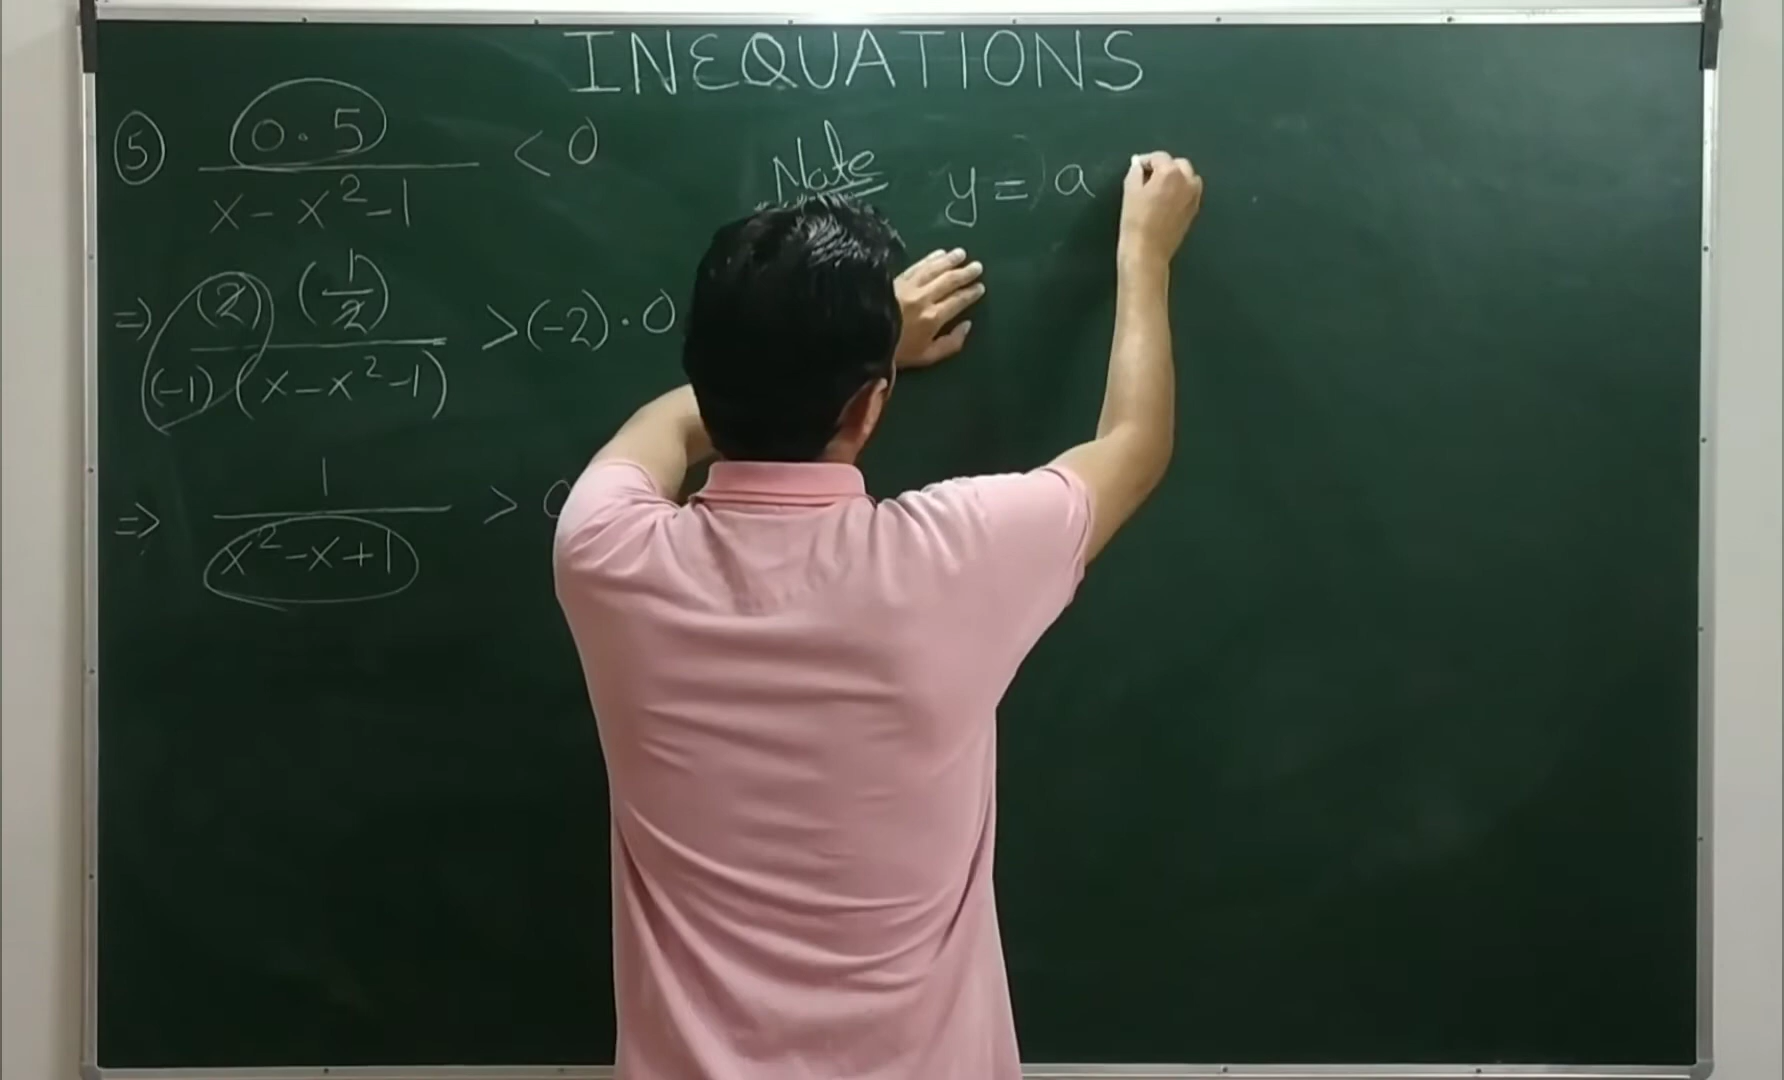 INEQUATIONS
⑤ 0.5 / (x - x² - 1) < 0
⇒ (2) (1/2) / (-1) (x - x² - 1) > (-2) · 0
⇒ 1 / (x² - x + 1) >
Note y = a